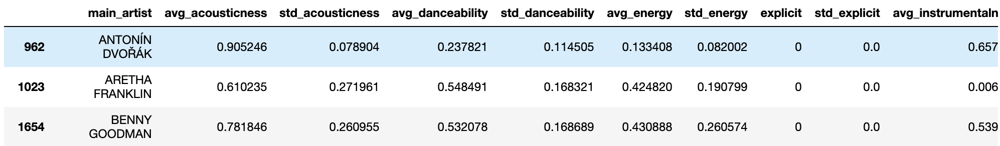 main_artist avg_acousticness std_acousticness avg_danceability std_danceability avg_energy std_energy explicit std_explicit avg_instrumentaln
962 ANTONÍN DVOŘÁK 0.905246 0.078904 0.237821 0.114505 0.133408 0.082002 0 0.0 0.657
1023 ARETHA FRANKLIN 0.610235 0.271961 0.548491 0.168321 0.424820 0.190799 0 0.0 0.006
1654 BENNY GOODMAN 0.781846 0.260955 0.532078 0.168689 0.430888 0.260574 0 0.0 0.539